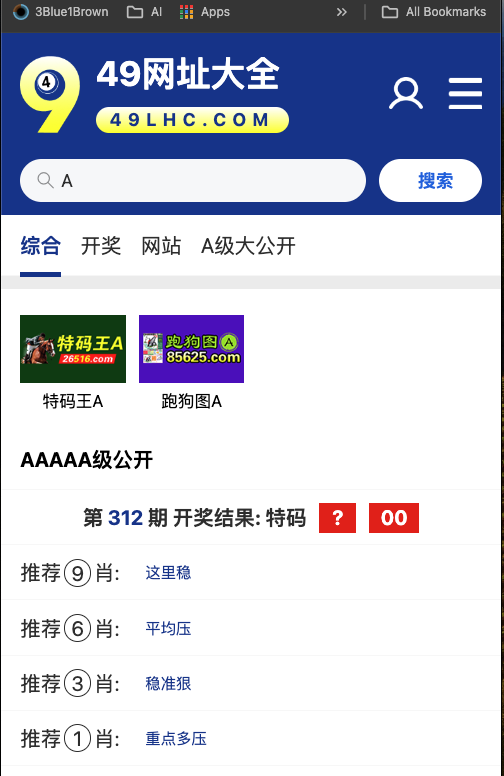 3Blue1Brown AI Apps » All Bookmarks
4
49网址大全
49LHC.COM
A 搜索
综合 开奖 网站 A级大公开
特码王A 跑狗图A
26516.com 85625.com
特码王A 跑狗图A
AAAAA级公开
第 312 期 开奖结果: 特码 ? 00
推荐⑨肖: 这里稳
推荐⑥肖: 平均压
推荐③肖: 稳准狠
推荐①肖: 重点多压